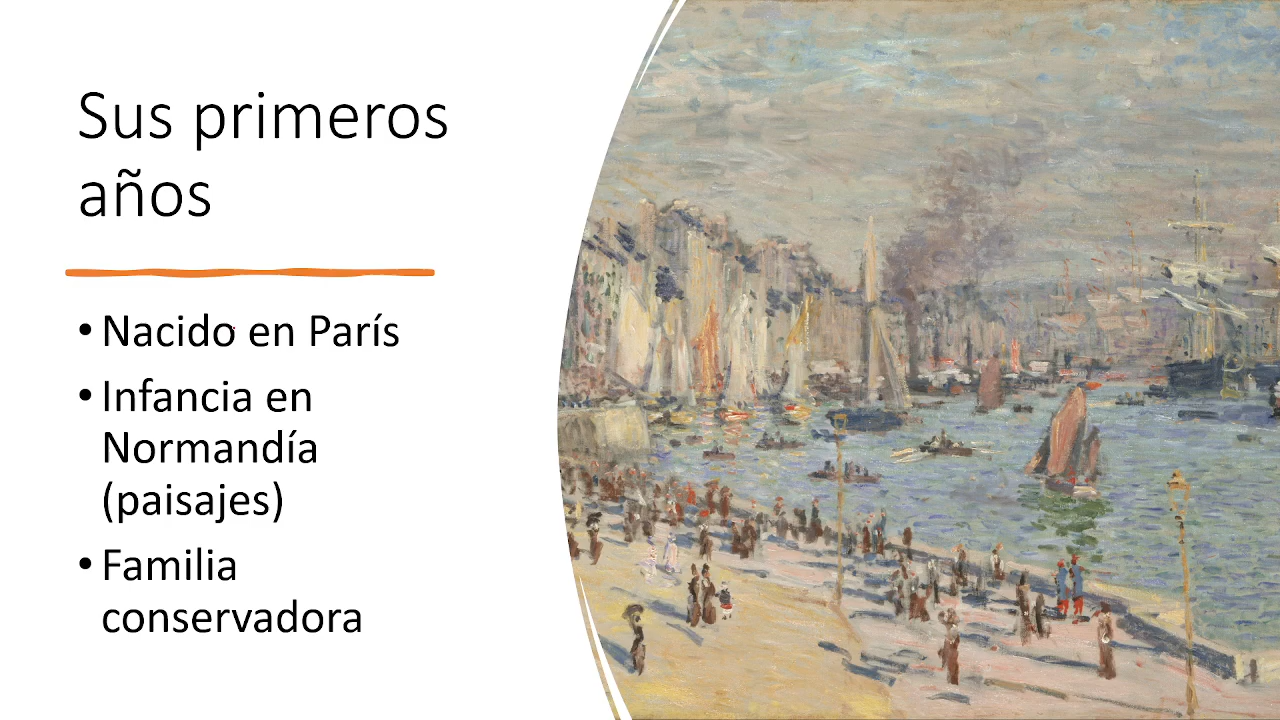 Sus primeros
años
• Nacido en París
• Infancia en
Normandía
(paisajes)
• Familia
conservadora